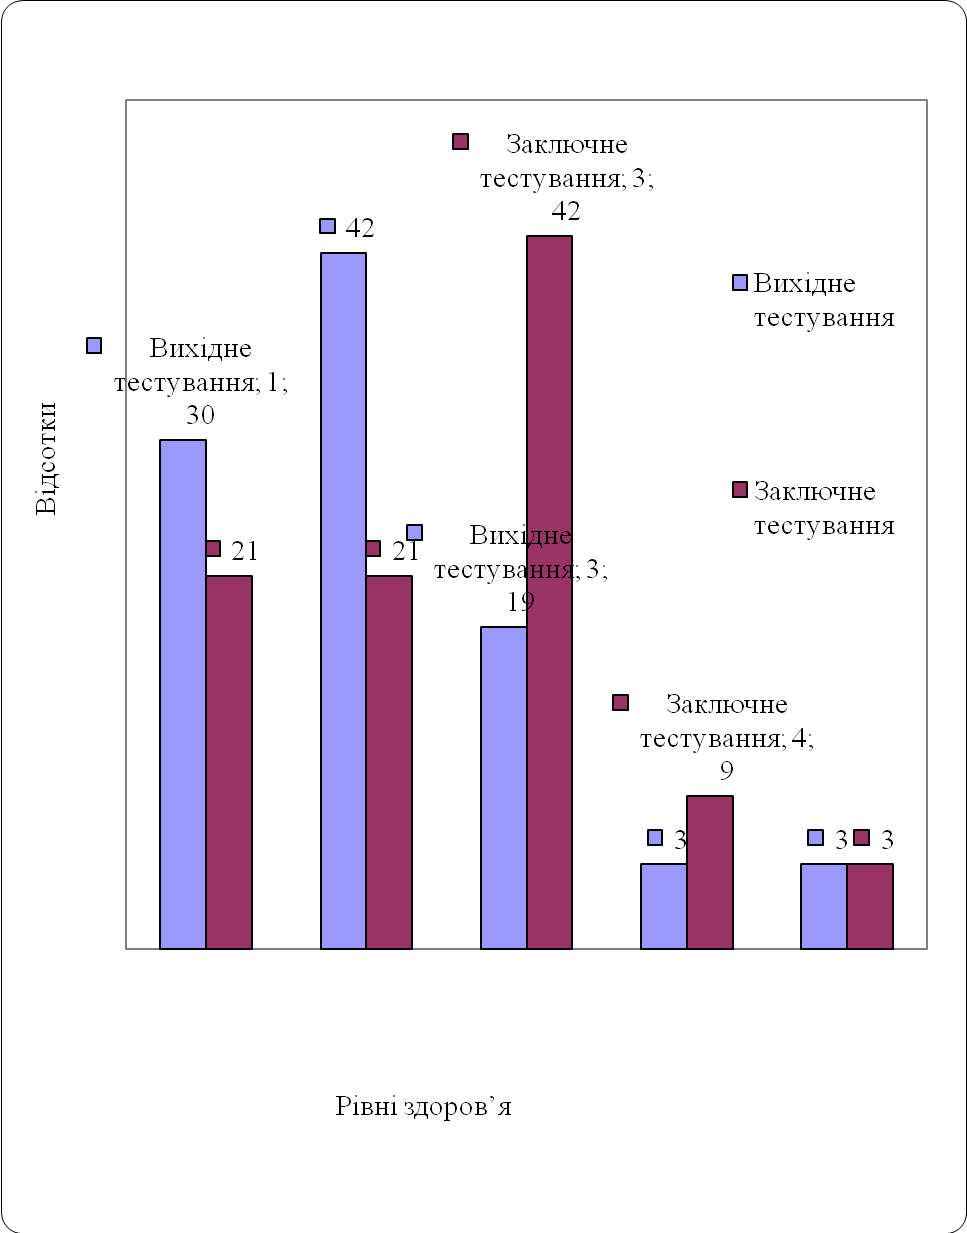 Заключне
тестування; 3;
42
42
Вихідне
тестування
Вихідне
тестування; 1;
30
Відсотки
Заключне
тестування
21
21
Вихідне
тестування; 3;
19
Заключне
тестування; 4;
9
3
3
3
Рівні здоров’я